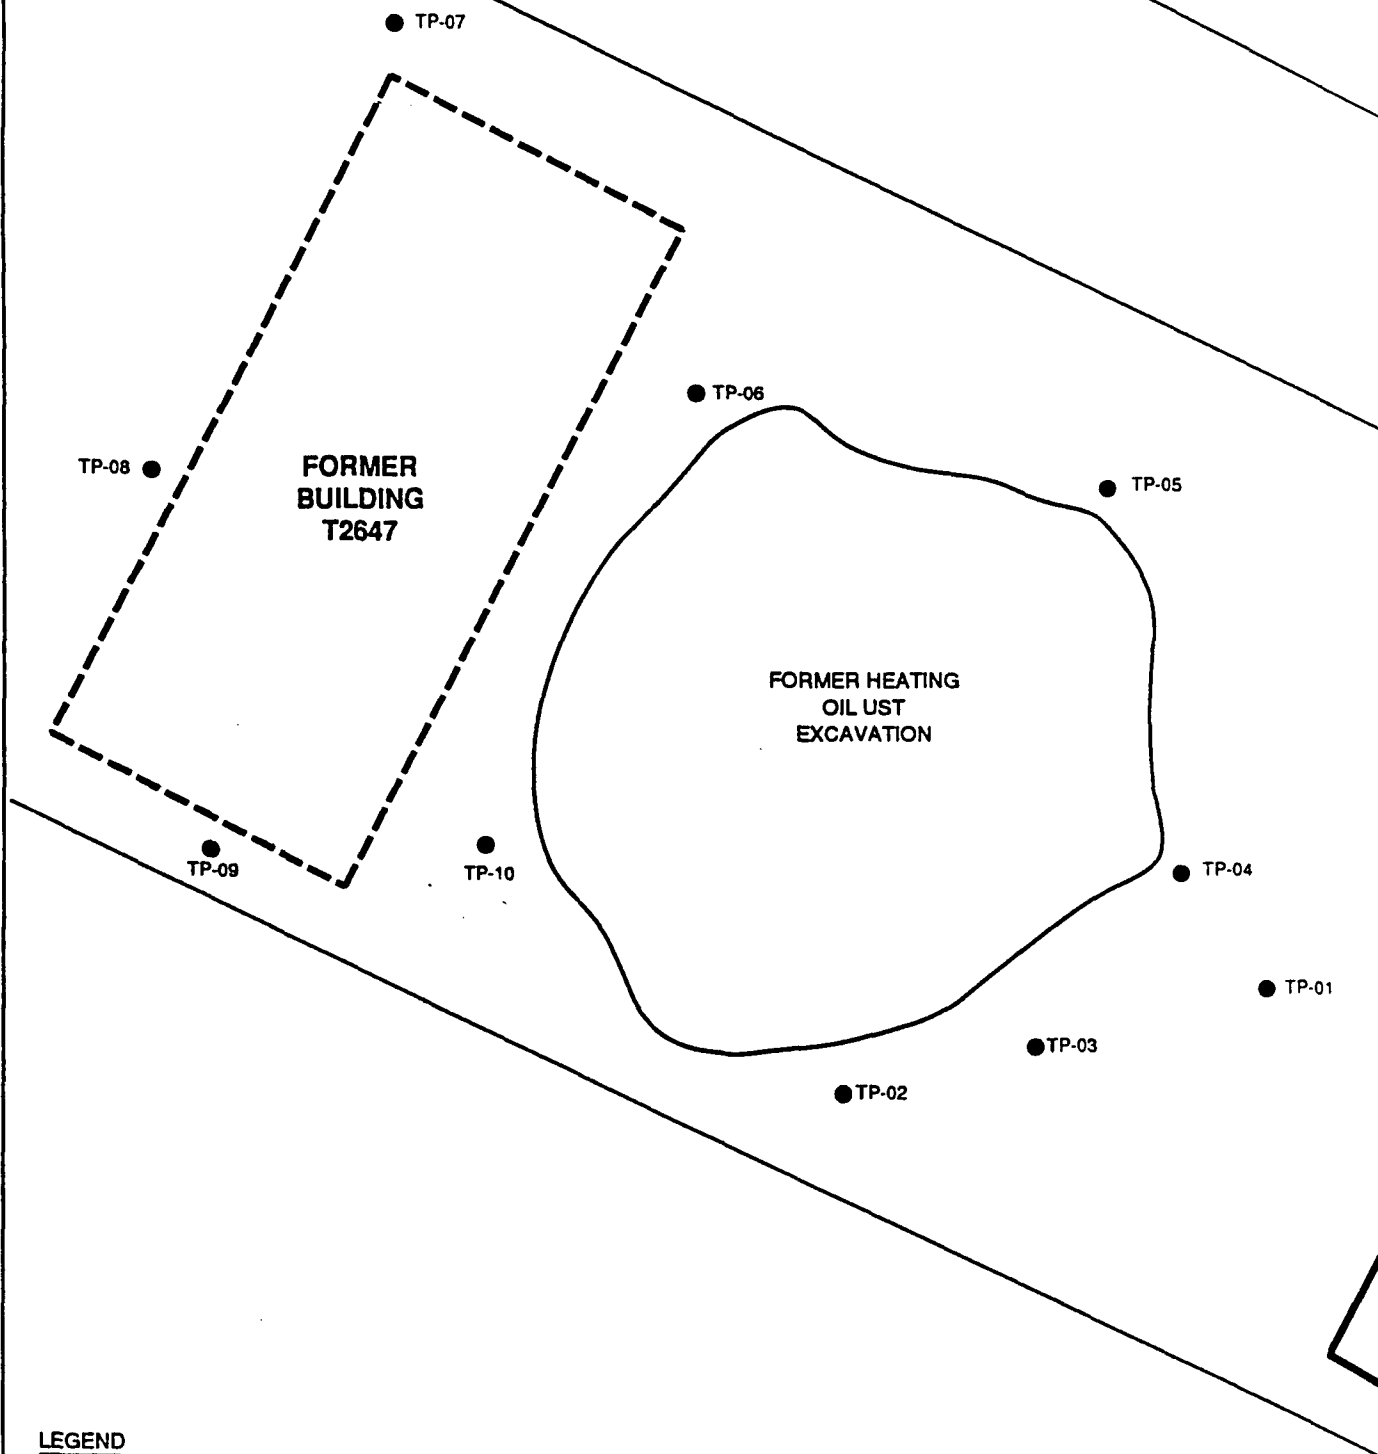 TP-07
TP-06
TP-08
FORMER
BUILDING
T2647
TP-05
FORMER HEATING
OIL UST
EXCAVATION
TP-09
TP-10
TP-04
TP-01
TP-03
TP-02
LEGEND